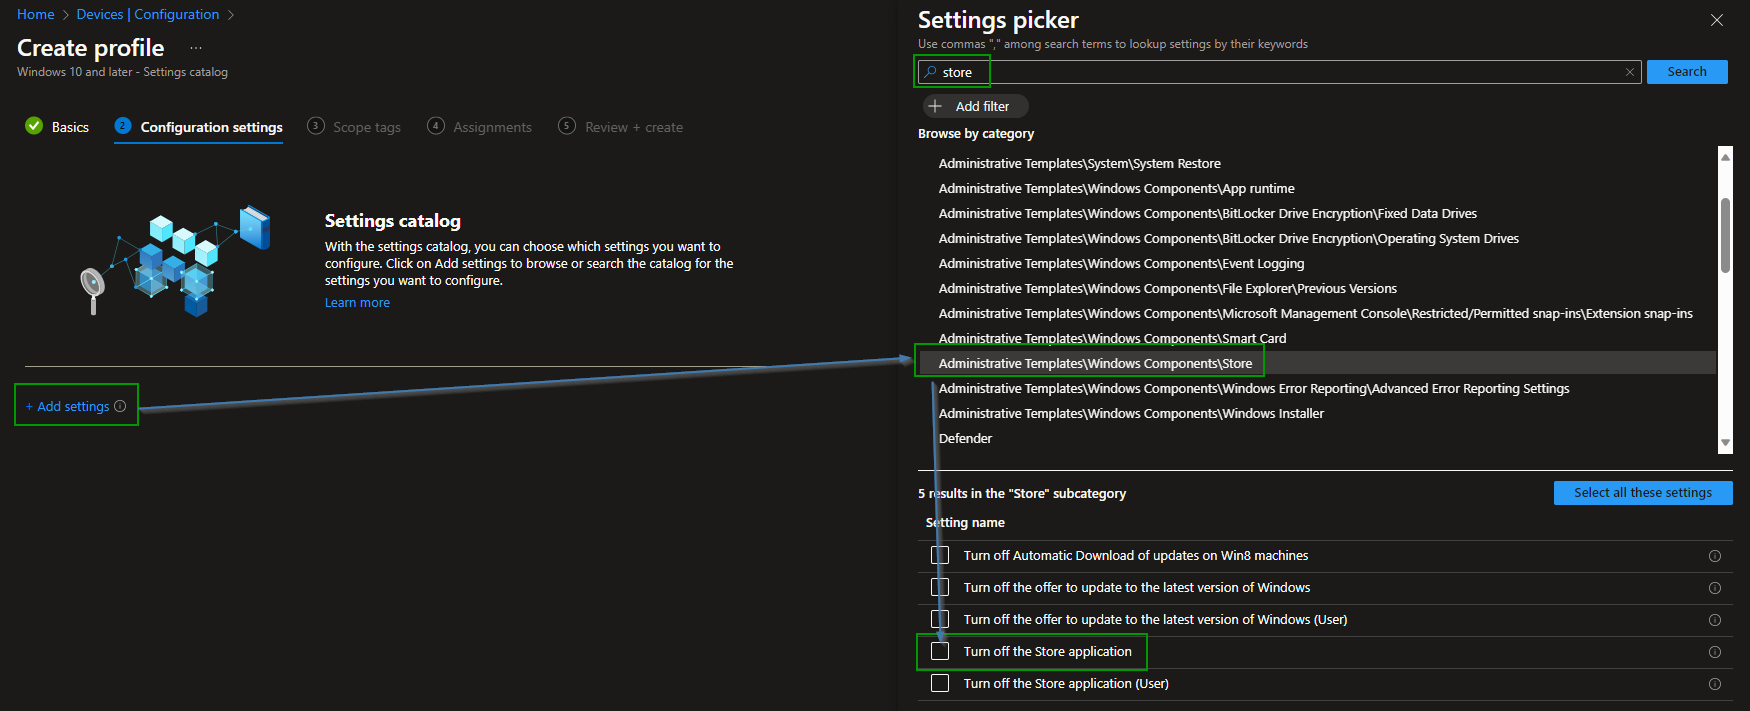 Home > Devices | Configuration >
Create profile ...
Windows 10 and later - Settings catalog
Basics
2 Configuration settings
3 Scope tags
4 Assignments
5 Review + create
Settings catalog
With the settings catalog, you can choose which settings you want to
configure. Click on Add settings to browse or search the catalog for the
settings you want to configure.
Learn more
+ Add settings
Settings picker
Use commas "," among search terms to lookup settings by their keywords
store
Search
Add filter
Browse by category
Administrative Templates\System\System Restore
Administrative Templates\Windows Components\App runtime
Administrative Templates\Windows Components\BitLocker Drive Encryption\Fixed Data Drives
Administrative Templates\Windows Components\BitLocker Drive Encryption\Operating System Drives
Administrative Templates\Windows Components\Event Logging
Administrative Templates\Windows Components\File Explorer\Previous Versions
Administrative Templates\Windows Components\Microsoft Management Console\Restricted/Permitted snap-ins\Extension snap-ins
Administrative Templates\Windows Components\Smart Card
Administrative Templates\Windows Components\Store
Administrative Templates\Windows Components\Windows Error Reporting\Advanced Error Reporting Settings
Administrative Templates\Windows Components\Windows Installer
Defender
5 results in the "Store" subcategory
Select all these settings
Setting name
Turn off Automatic Download of updates on Win8 machines
Turn off the offer to update to the latest version of Windows
Turn off the offer to update to the latest version of Windows (User)
Turn off the Store application
Turn off the Store application (User)